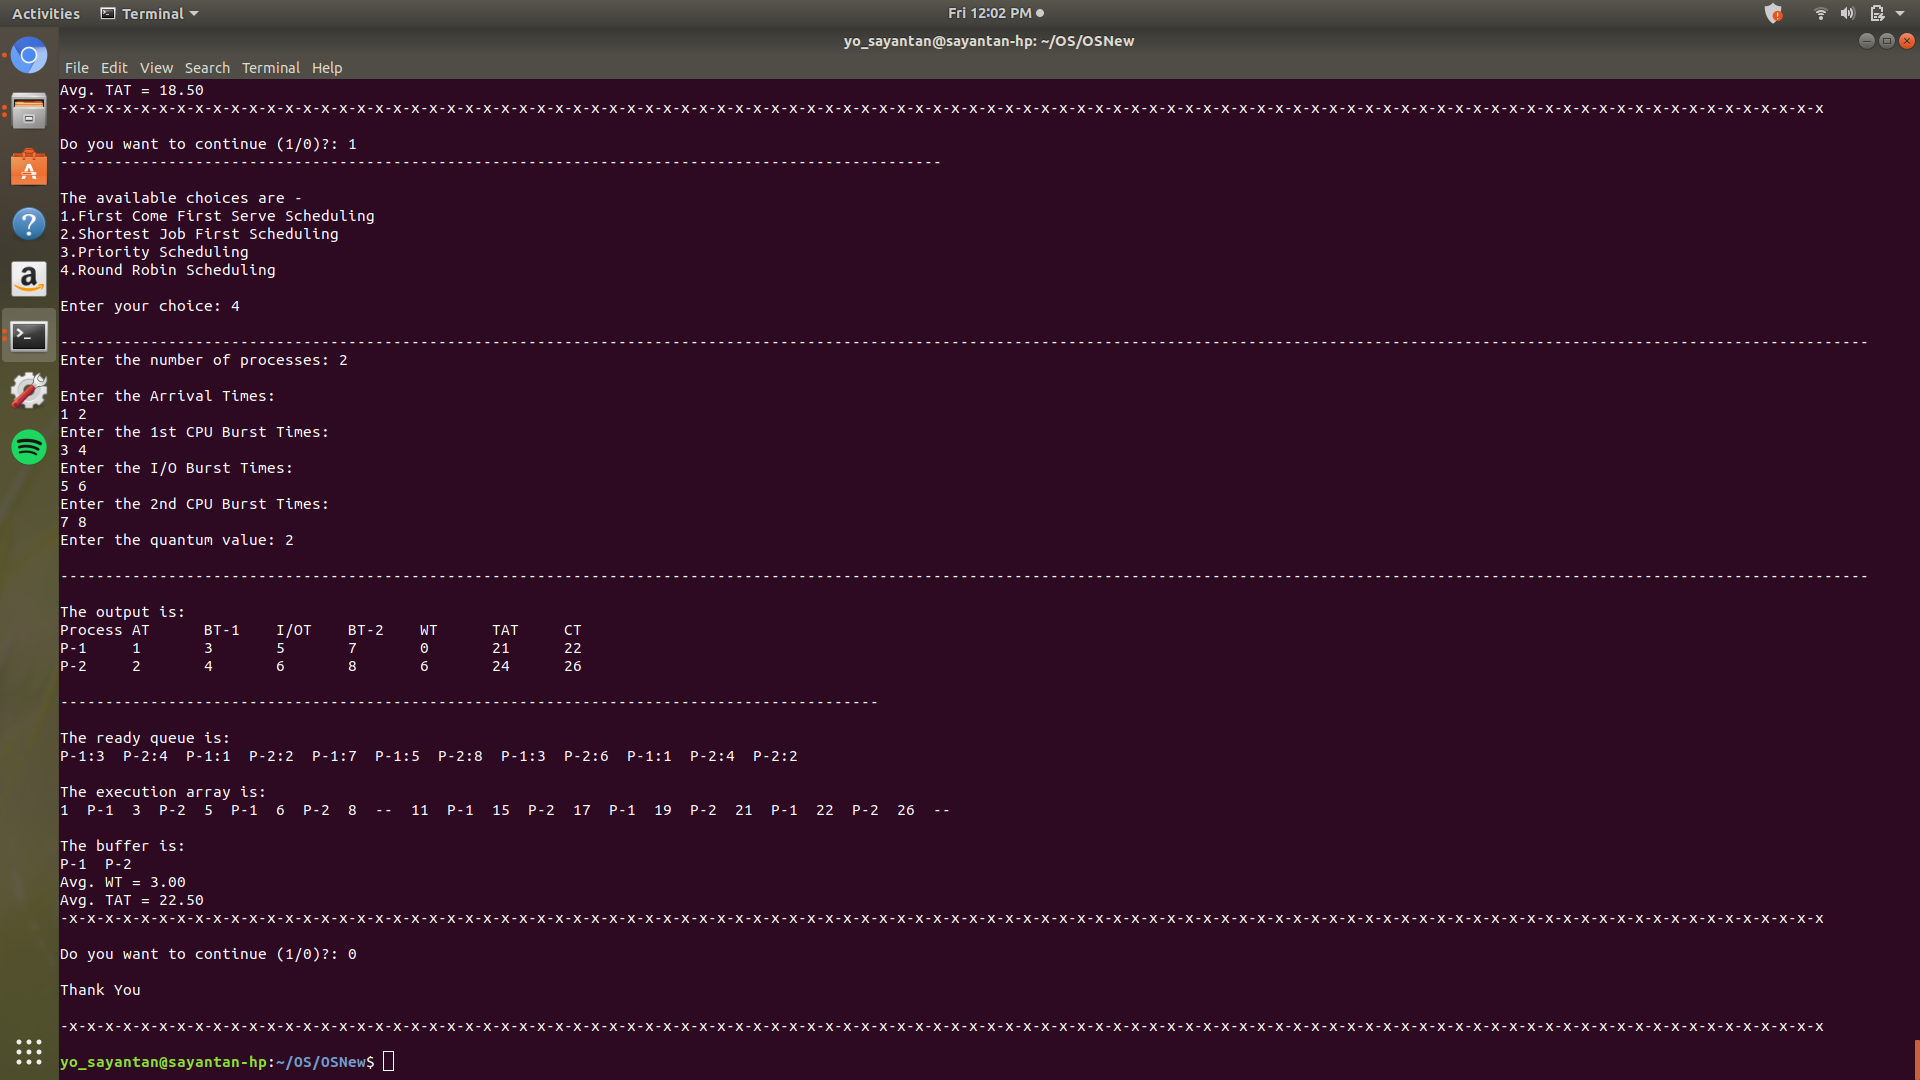 Activities Terminal Fri 12:02 PM
yo_sayantan@sayantan-hp: ~/OS/OSNew
File Edit View Search Terminal Help
Avg. TAT = 18.50
-x-x-x-x-x-x-x-x-x-x-x-x-x-x-x-x-x-x-x-x-x-x-x-x-x-x-x-x-x-x-x-x-x-x-x-x-x-x-x-x-x-x-x-x-x-x-x-x-x-x-x-x-x-x-x-x-x-x-x-x-x-x-x-x-x-x-x-x-x-x-x-x-x-x-x-x-x-x-x-x-x-x-x-x-x-x-x-x-x-x-x-x-x-x-x-x-x-x
Do you want to continue (1/0)?: 1
--------------------------------------------------------------------------------------------------
The available choices are -
1.First Come First Serve Scheduling
2.Shortest Job First Scheduling
3.Priority Scheduling
4.Round Robin Scheduling
Enter your choice: 4
---------------------------------------------------------------------------------------------------------------------------------------------------------------------------------------------------------
Enter the number of processes: 2
Enter the Arrival Times:
1 2
Enter the 1st CPU Burst Times:
3 4
Enter the I/O Burst Times:
5 6
Enter the 2nd CPU Burst Times:
7 8
Enter the quantum value: 2
---------------------------------------------------------------------------------------------------------------------------------------------------------------------------------------------------------
The output is:
Process AT BT-1 I/OT BT-2 WT TAT CT
P-1 1 3 5 7 0 21 22
P-2 2 4 6 8 6 24 26
-------------------------------------------------------------------------------------------
The ready queue is:
P-1:3 P-2:4 P-1:1 P-2:2 P-1:7 P-1:5 P-2:8 P-1:3 P-2:6 P-1:1 P-2:4 P-2:2
The execution array is:
1 P-1 3 P-2 5 P-1 6 P-2 8 -- 11 P-1 15 P-2 17 P-1 19 P-2 21 P-1 22 P-2 26 --
The buffer is:
P-1 P-2
Avg. WT = 3.00
Avg. TAT = 22.50
-x-x-x-x-x-x-x-x-x-x-x-x-x-x-x-x-x-x-x-x-x-x-x-x-x-x-x-x-x-x-x-x-x-x-x-x-x-x-x-x-x-x-x-x-x-x-x-x-x-x-x-x-x-x-x-x-x-x-x-x-x-x-x-x-x-x-x-x-x-x-x-x-x-x-x-x-x-x-x-x-x-x-x-x-x-x-x-x-x-x-x-x-x-x-x-x-x-x
Do you want to continue (1/0)?: 0
Thank You
-x-x-x-x-x-x-x-x-x-x-x-x-x-x-x-x-x-x-x-x-x-x-x-x-x-x-x-x-x-x-x-x-x-x-x-x-x-x-x-x-x-x-x-x-x-x-x-x-x-x-x-x-x-x-x-x-x-x-x-x-x-x-x-x-x-x-x-x-x-x-x-x-x-x-x-x-x-x-x-x-x-x-x-x-x-x-x-x-x-x-x-x-x-x-x-x-x-x
yo_sayantan@sayantan-hp:~/OS/OSNew$